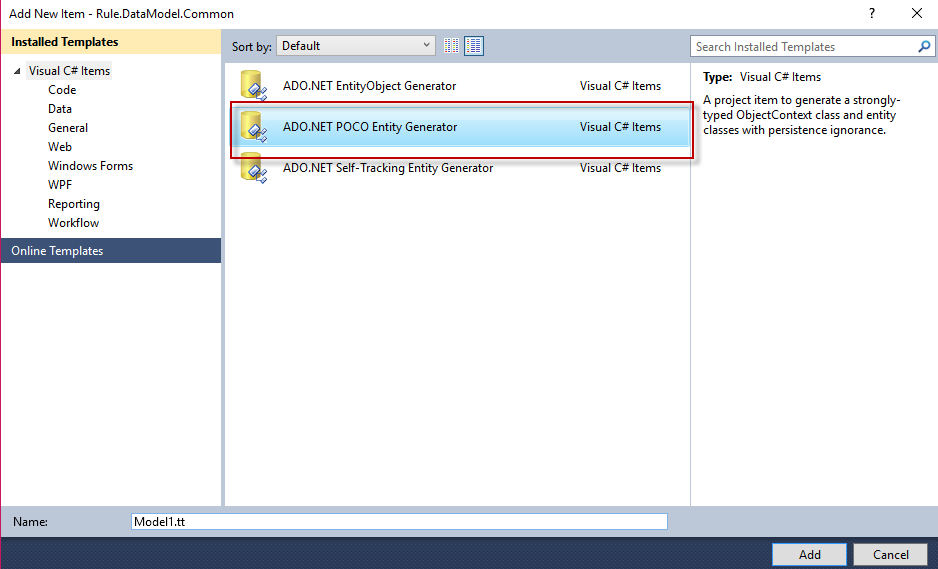 Add New Item - Rule.DataModel.Common
?
Installed Templates
Visual C# Items
Code
Data
General
Web
Windows Forms
WPF
Reporting
Workflow
Online Templates
Sort by: Default
ADO.NET EntityObject Generator Visual C# Items
ADO.NET POCO Entity Generator Visual C# Items
ADO.NET Self-Tracking Entity Generator Visual C# Items
Search Installed Templates
Type: Visual C# Items
A project item to generate a strongly-
typed ObjectContext class and entity
classes with persistence ignorance.
Name: Model1.tt
Add Cancel